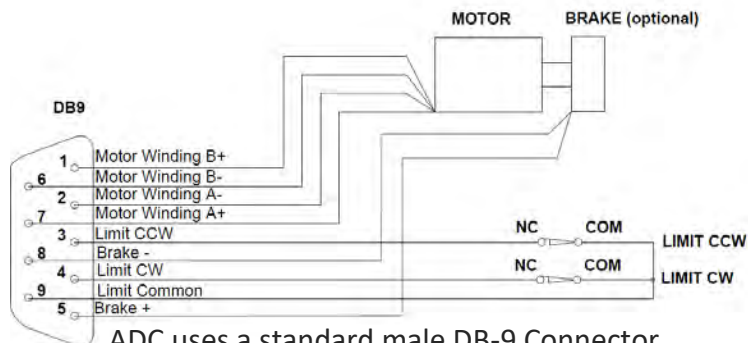 MOTOR
BRAKE (optional)
DB9
1 Motor Winding B+
6 Motor Winding B-
2 Motor Winding A-
7 Motor Winding A+
3 Limit CCW
8 Brake -
4 Limit CW
9 Limit Common
5 Brake +
NC COM
LIMIT CCW
NC COM
LIMIT CW
ADC uses a standard male DB-9 Connector